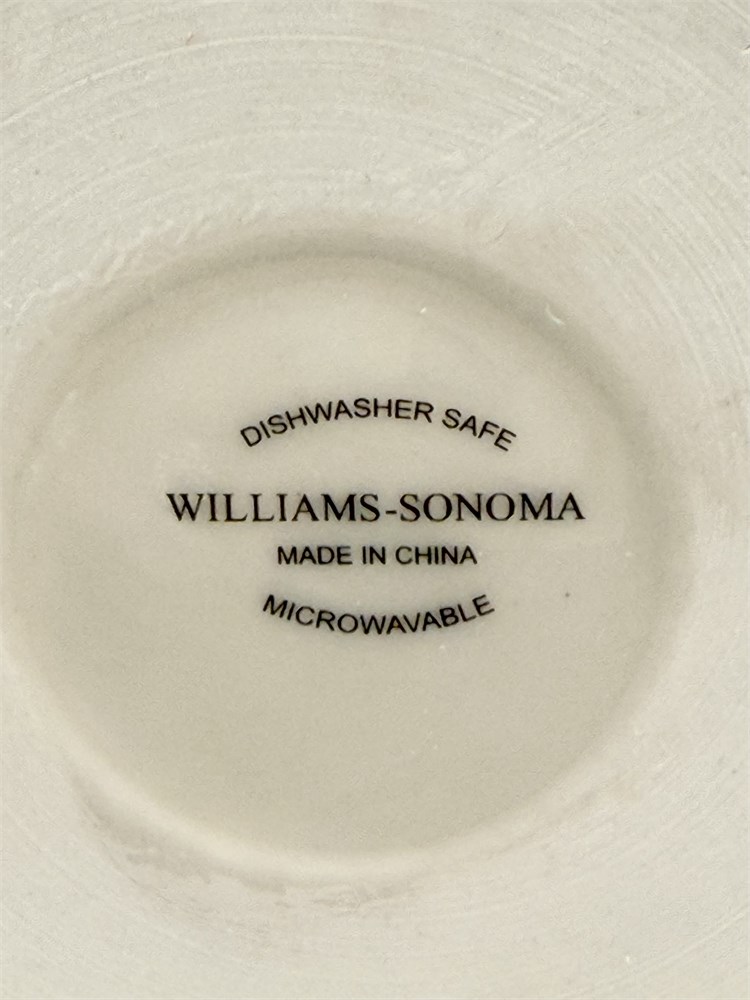 DISHWASHER SAFE
WILLIAMS-SONOMA
MADE IN CHINA
MICROWAVABLE